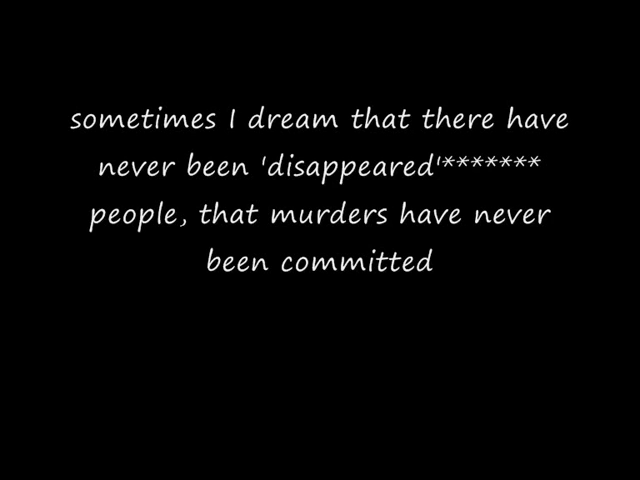 sometimes I dream that there have
never been 'disappeared'*******
people, that murders have never
been committed